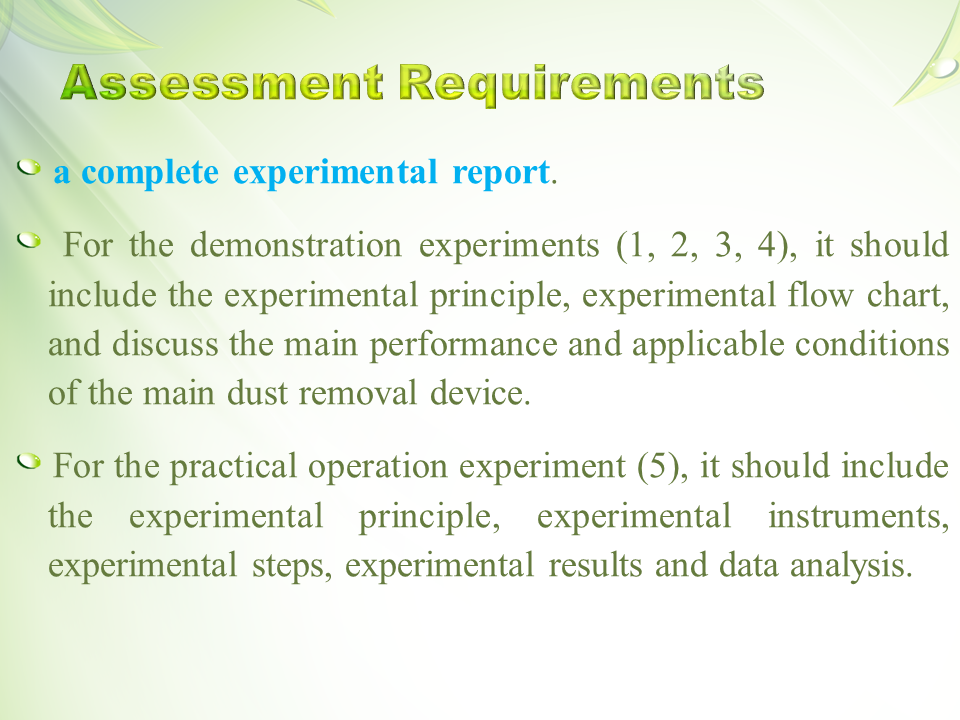 Assessment Requirements
a complete experimental report.
For the demonstration experiments (1, 2, 3, 4), it should
include the experimental principle, experimental flow chart,
and discuss the main performance and applicable conditions
of the main dust removal device.
For the practical operation experiment (5), it should include
the experimental principle, experimental instruments,
experimental steps, experimental results and data analysis.